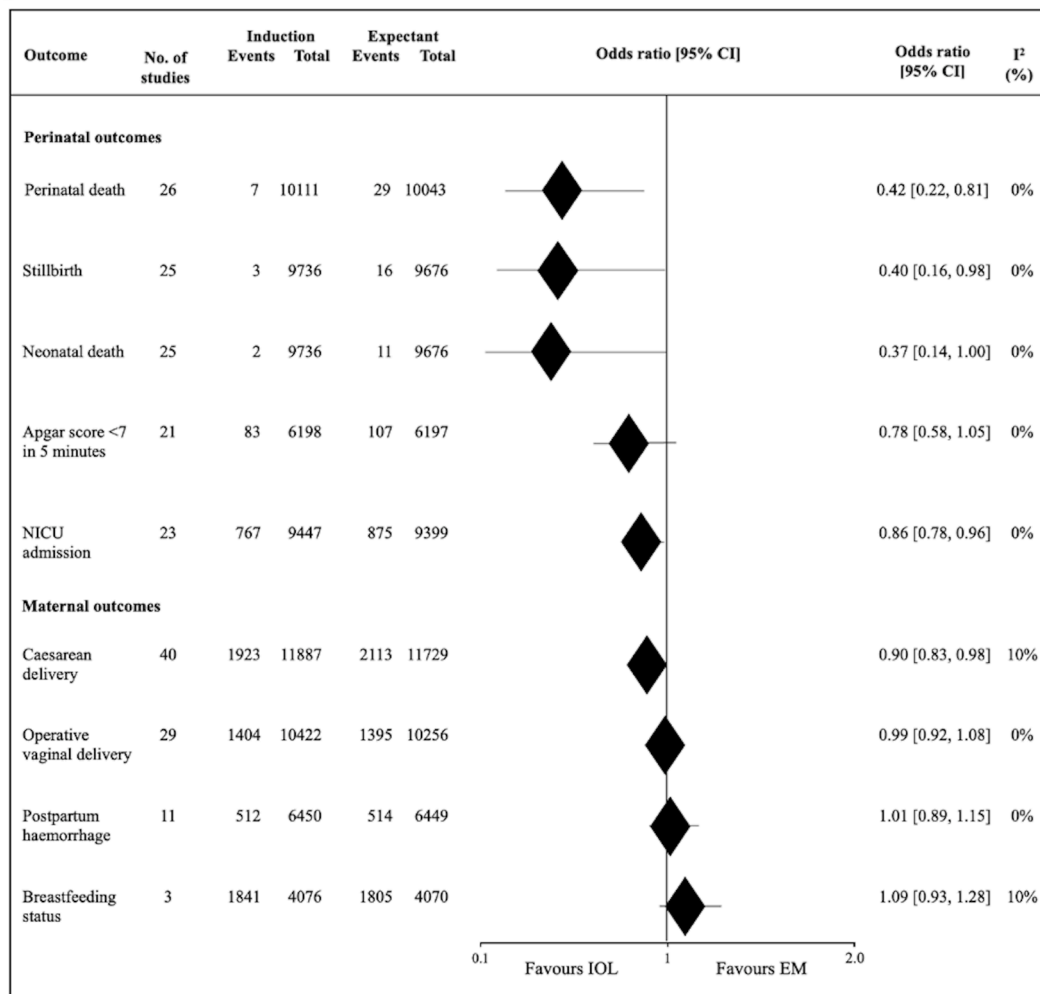 Outcome No. of studies Induction Events Total Expectant Events Total Odds ratio [95% CI] Odds ratio [95% CI] I² (%)
Perinatal outcomes
Perinatal death 26 7 10111 29 10043 0.42 [0.22, 0.81] 0%
Stillbirth 25 3 9736 16 9676 0.40 [0.16, 0.98] 0%
Neonatal death 25 2 9736 11 9676 0.37 [0.14, 1.00] 0%
Apgar score <7 21 83 6198 107 6197 0.78 [0.58, 1.05] 0%
in 5 minutes
NICU 23 767 9447 875 9399 0.86 [0.78, 0.96] 0%
admission
Maternal outcomes
Caesarean 40 1923 11887 2113 11729 0.90 [0.83, 0.98] 10%
delivery
Operative 29 1404 10422 1395 10256 0.99 [0.92, 1.08] 0%
vaginal delivery
Postpartum 11 512 6450 514 6449 1.01 [0.89, 1.15] 0%
haemorrhage
Breastfeeding 3 1841 4076 1805 4070 1.09 [0.93, 1.28] 10%
status
0.1 1 2.0
Favours IOL Favours EM